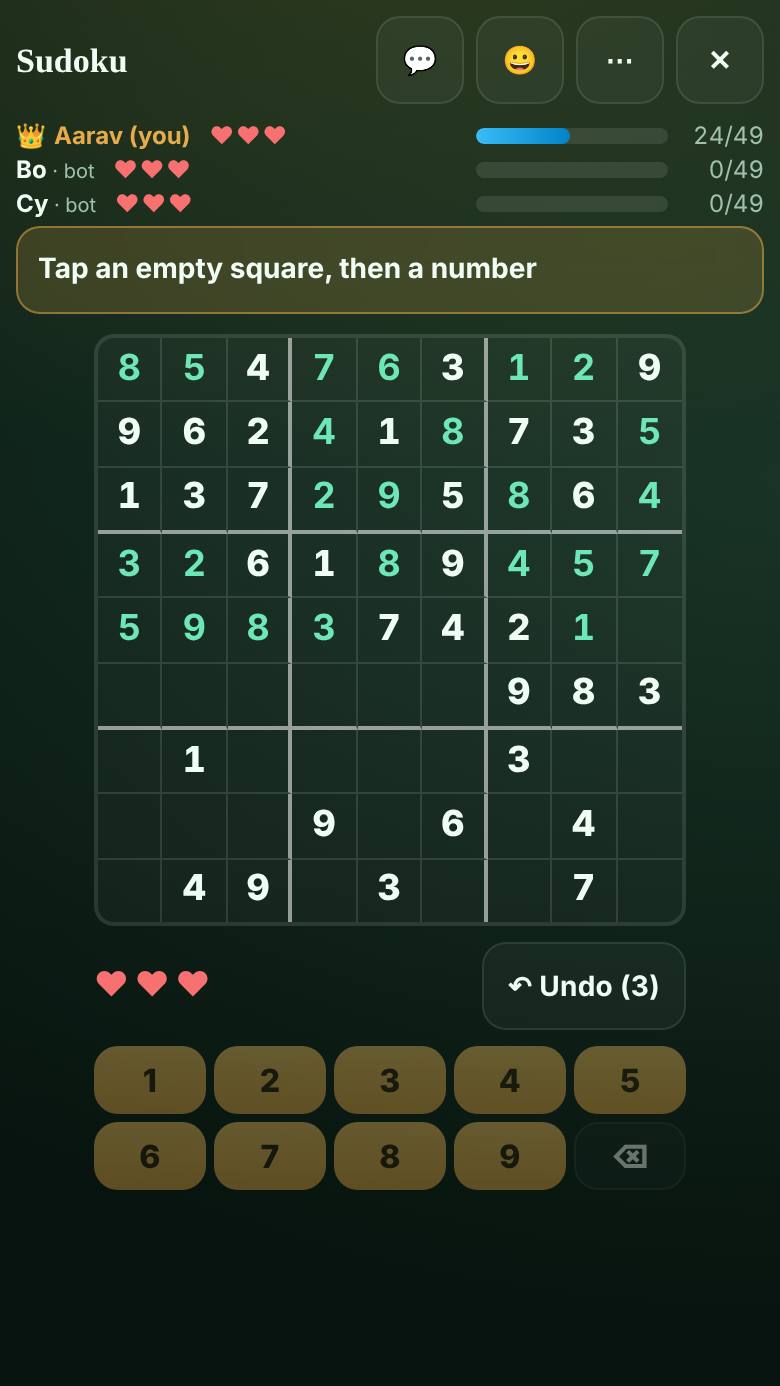 Sudoku 💬 😀 ... ✕
👑 Aarav (you) ♥♥♥ 24/49
Bo · bot ♥♥♥ 0/49
Cy · bot ♥♥♥ 0/49
Tap an empty square, then a number
8 5 4 7 6 3 1 2 9
9 6 2 4 1 8 7 3 5
1 3 7 2 9 5 8 6 4
3 2 6 1 8 9 4 5 7
5 9 8 3 7 4 2 1
9 8 3
1 3
9 6 4
4 9 3 7
♥♥♥ ↶ Undo (3)
1 2 3 4 5
6 7 8 9 ⌫